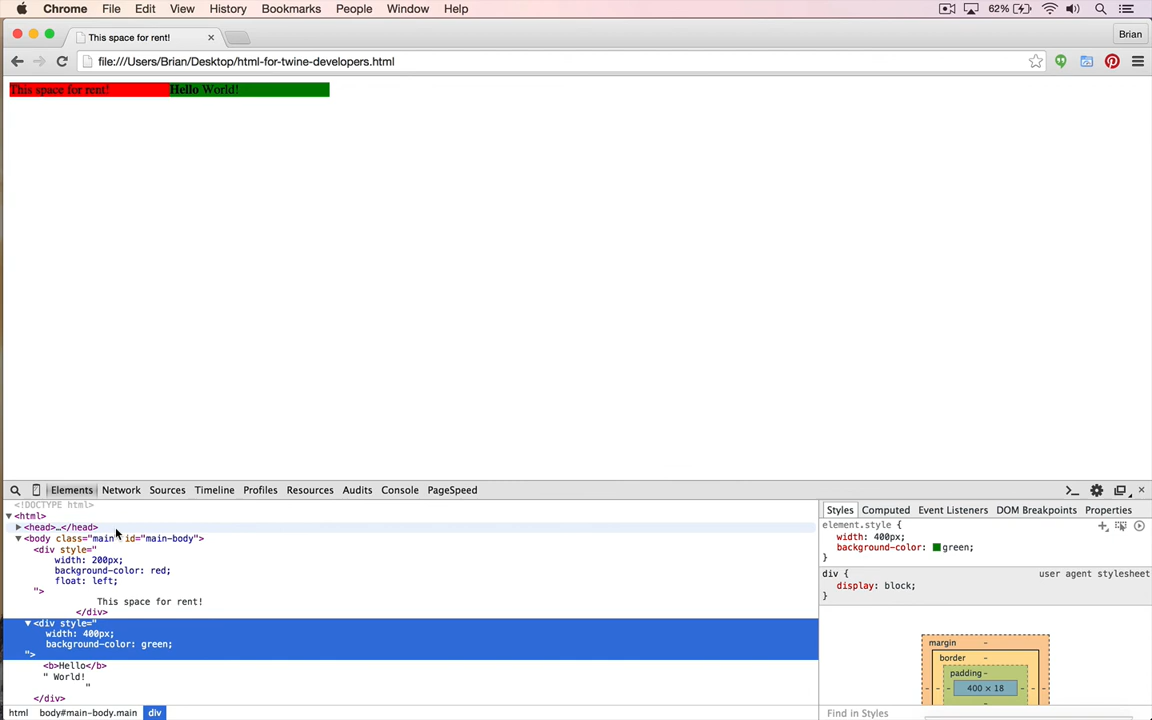 Chrome File Edit View History Bookmarks People Window Help 62%
This space for rent! Brian
file:///Users/Brian/Desktop/html-for-twine-developers.html
This space for rent! Hello World!
Elements Network Sources Timeline Profiles Resources Audits Console PageSpeed
<!DOCTYPE html>
<html>
<head>…</head>
<body class="main" id="main-body">
<div style="
width: 200px;
background-color: red;
float: left;
">
This space for rent!
</div>
<div style="
width: 400px;
background-color: green;
">
<b>Hello</b>
" World!
"
</div>
html body#main-body.main div
Styles Computed Event Listeners DOM Breakpoints Properties
element.style {
width: 400px;
background-color: green;
}
div { user agent stylesheet
display: block;
}
margin -
border -
padding -
- - - 400 × 18 - - -
-
Find in Styles